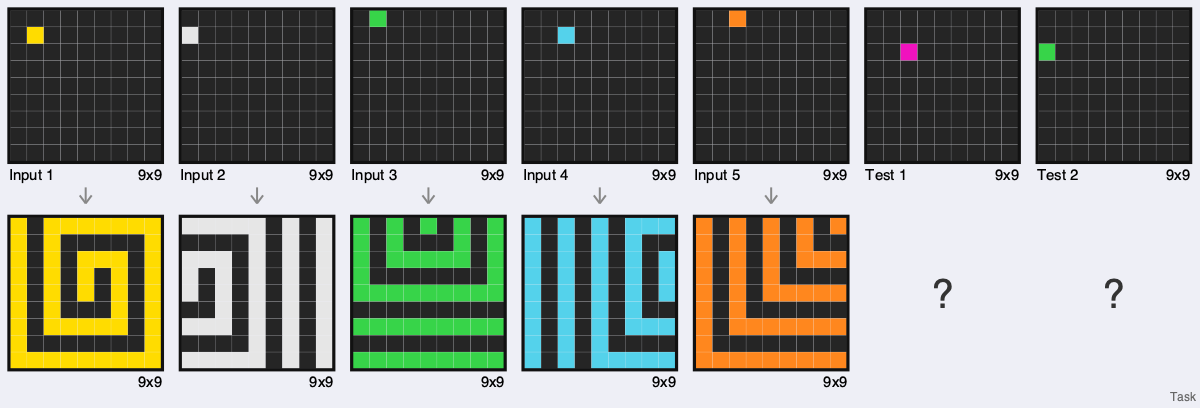 Input 1 9x9
Input 2 9x9
Input 3 9x9
Input 4 9x9
Input 5 9x9
Test 1 9x9
Test 2 9x9
? ?
9x9
9x9
9x9
9x9
9x9
Task